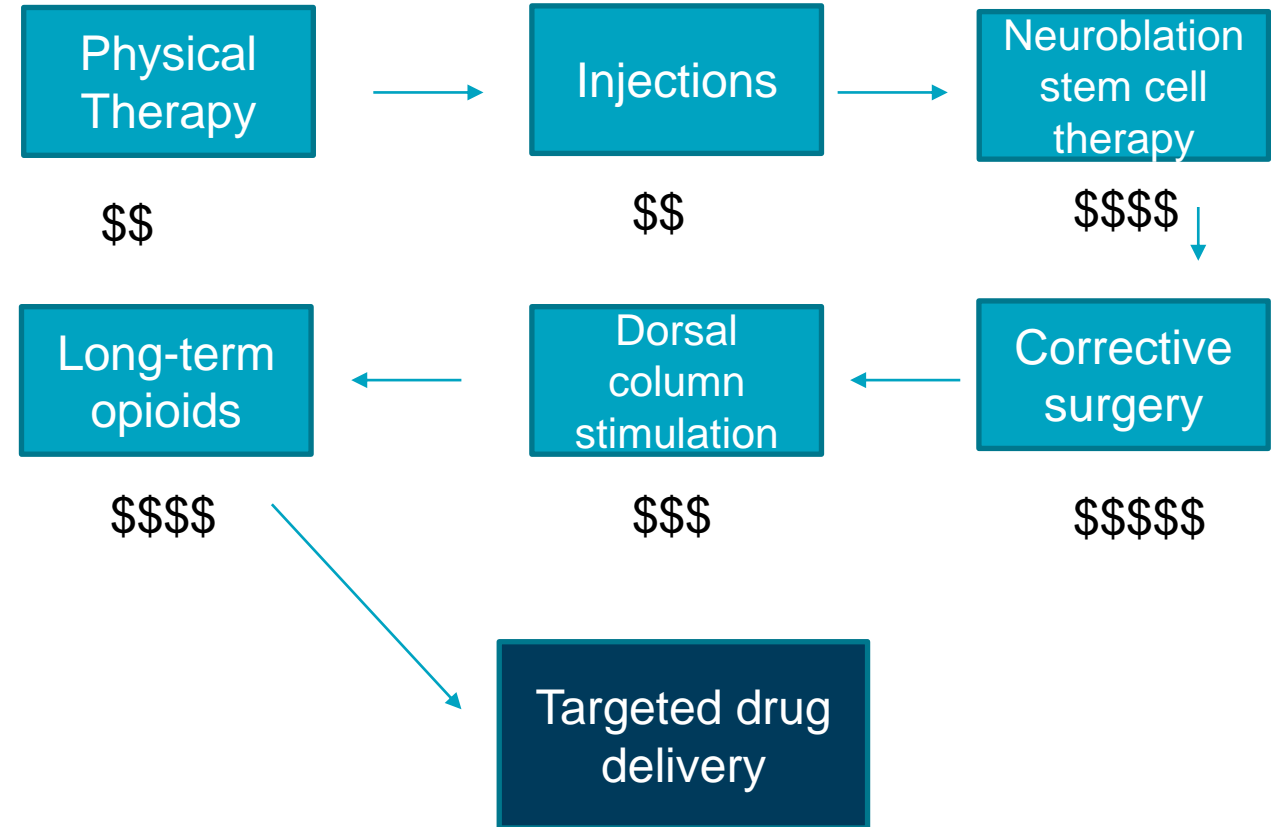 Physical
Therapy
Injections
Neuroblation
stem cell
therapy
$$
$$
$$$$
Long-term
opioids
Dorsal
column
stimulation
Corrective
surgery
$$$$
$$$
$$$$$
Targeted drug
delivery